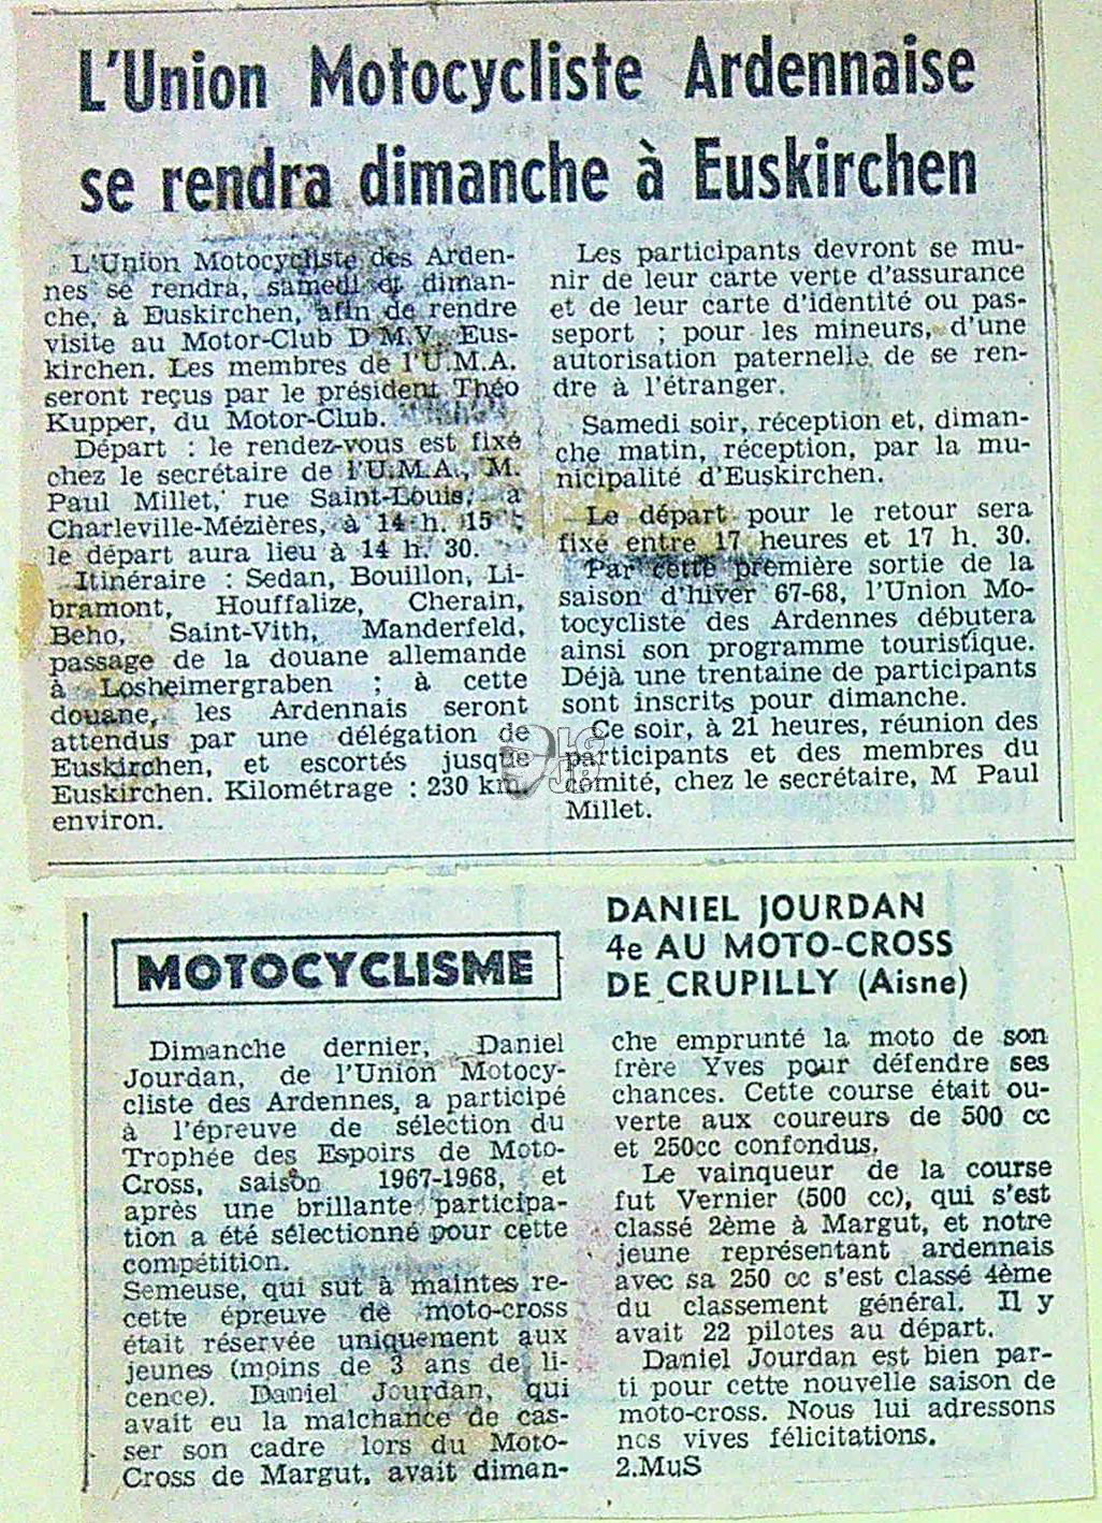 L'Union Motocycliste Ardennaise
se rendra dimanche à Euskirchen
L'Union Motocycliste des Arden-
nes se rendra, samedi et diman-
che, à Euskirchen, afin de rendre
visite au Motor-Club D M.V. Eus-
kirchen. Les membres de l'U.M.A.
seront reçus par le président Théo
Kupper, du Motor-Club.
Départ : le rendez-vous est fixé
chez le secrétaire de l'U.M.A., M.
Paul Millet, rue Saint-Louis, à
Charleville-Mézières, à 14 h. 15 ;
le départ aura lieu à 14 h. 30.
Itinéraire : Sedan, Bouillon, Li-
bramont, Houffalize, Cherain,
Beho, Saint-Vith, Manderfeld,
passage de la douane allemande
à Losheimergraben ; à cette
douane, les Ardennais seront
attendus par une délégation de
Euskirchen, et escortés jusque
Euskirchen. Kilométrage : 230 km.
environ.
Les participants devront se mu-
nir de leur carte verte d'assurance
et de leur carte d'identité ou pas-
seport ; pour les mineurs, d'une
autorisation paternelle de se ren-
dre à l'étranger.
Samedi soir, réception et, diman-
che matin, réception, par la mu-
nicipalité d'Euskirchen.
Le départ pour le retour sera
fixé entre 17 heures et 17 h. 30.
Par cette première sortie de la
saison d'hiver 67-68, l'Union Mo-
tocycliste des Ardennes débutera
ainsi son programme touristique.
Déjà une trentaine de participants
sont inscrits pour dimanche.
Ce soir, à 21 heures, réunion des
participants et des membres du
comité, chez le secrétaire, M Paul
Millet.
MOTOCYCLISME
DANIEL JOURDAN
4e AU MOTO-CROSS
DE CRUPILLY (Aisne)
Dimanche dernier, Daniel
Jourdan, de l'Union Motocy-
cliste des Ardennes, a participé
à l'épreuve de sélection du
Trophée des Espoirs de Moto-
Cross, saison 1967-1968, et
après une brillante participa-
tion a été sélectionné pour cette
compétition.
Semeuse, qui sut à maintes re-
cette épreuve de moto-cross
était réservée uniquement aux
jeunes (moins de 3 ans de li-
cence). Daniel Jourdan, qui
avait eu la malchance de cas-
ser son cadre lors du Moto-
Cross de Margut, avait diman-
che emprunté la moto de son
frère Yves pour défendre ses
chances. Cette course était ou-
verte aux coureurs de 500 cc
et 250cc confondus.
Le vainqueur de la course
fut Vernier (500 cc), qui s'est
classé 2ème à Margut, et notre
jeune représentant ardennais
avec sa 250 cc s'est classé 4ème
du classement général. Il y
avait 22 pilotes au départ.
Daniel Jourdan est bien par-
ti pour cette nouvelle saison de
moto-cross. Nous lui adressons
nos vives félicitations.
2.MuS